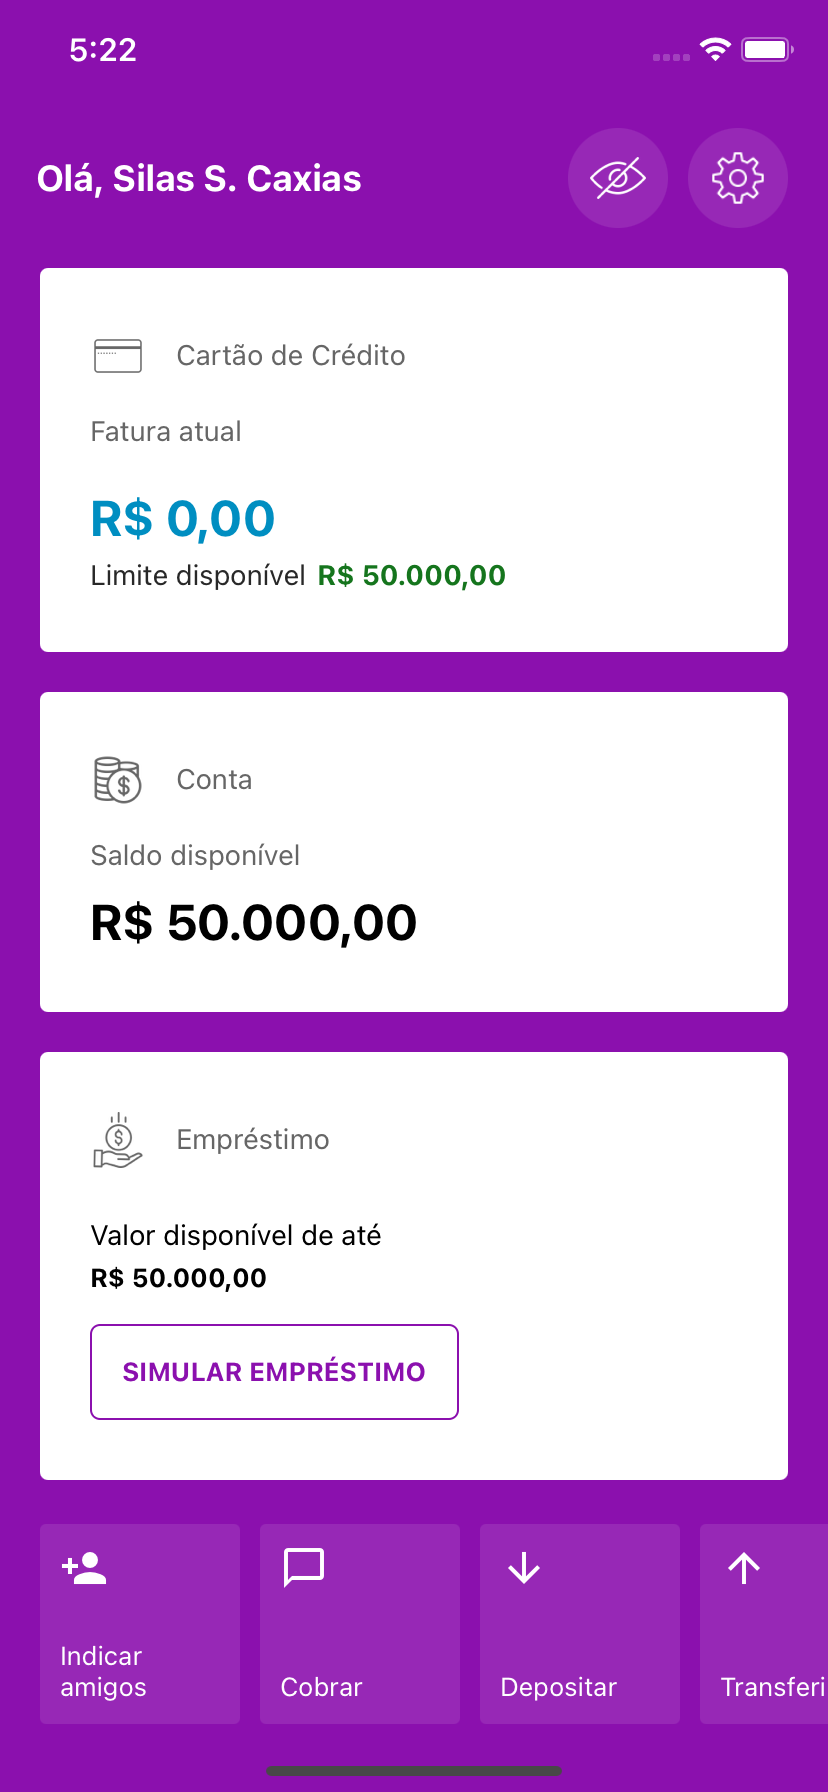 5:22
Olá, Silas S. Caxias
Cartão de Crédito
Fatura atual
R$ 0,00
Limite disponível R$ 50.000,00
$
Conta
Saldo disponível
R$ 50.000,00
$
Empréstimo
Valor disponível de até
R$ 50.000,00
SIMULAR EMPRÉSTIMO
Indicar
amigos
Cobrar
Depositar
Transferi